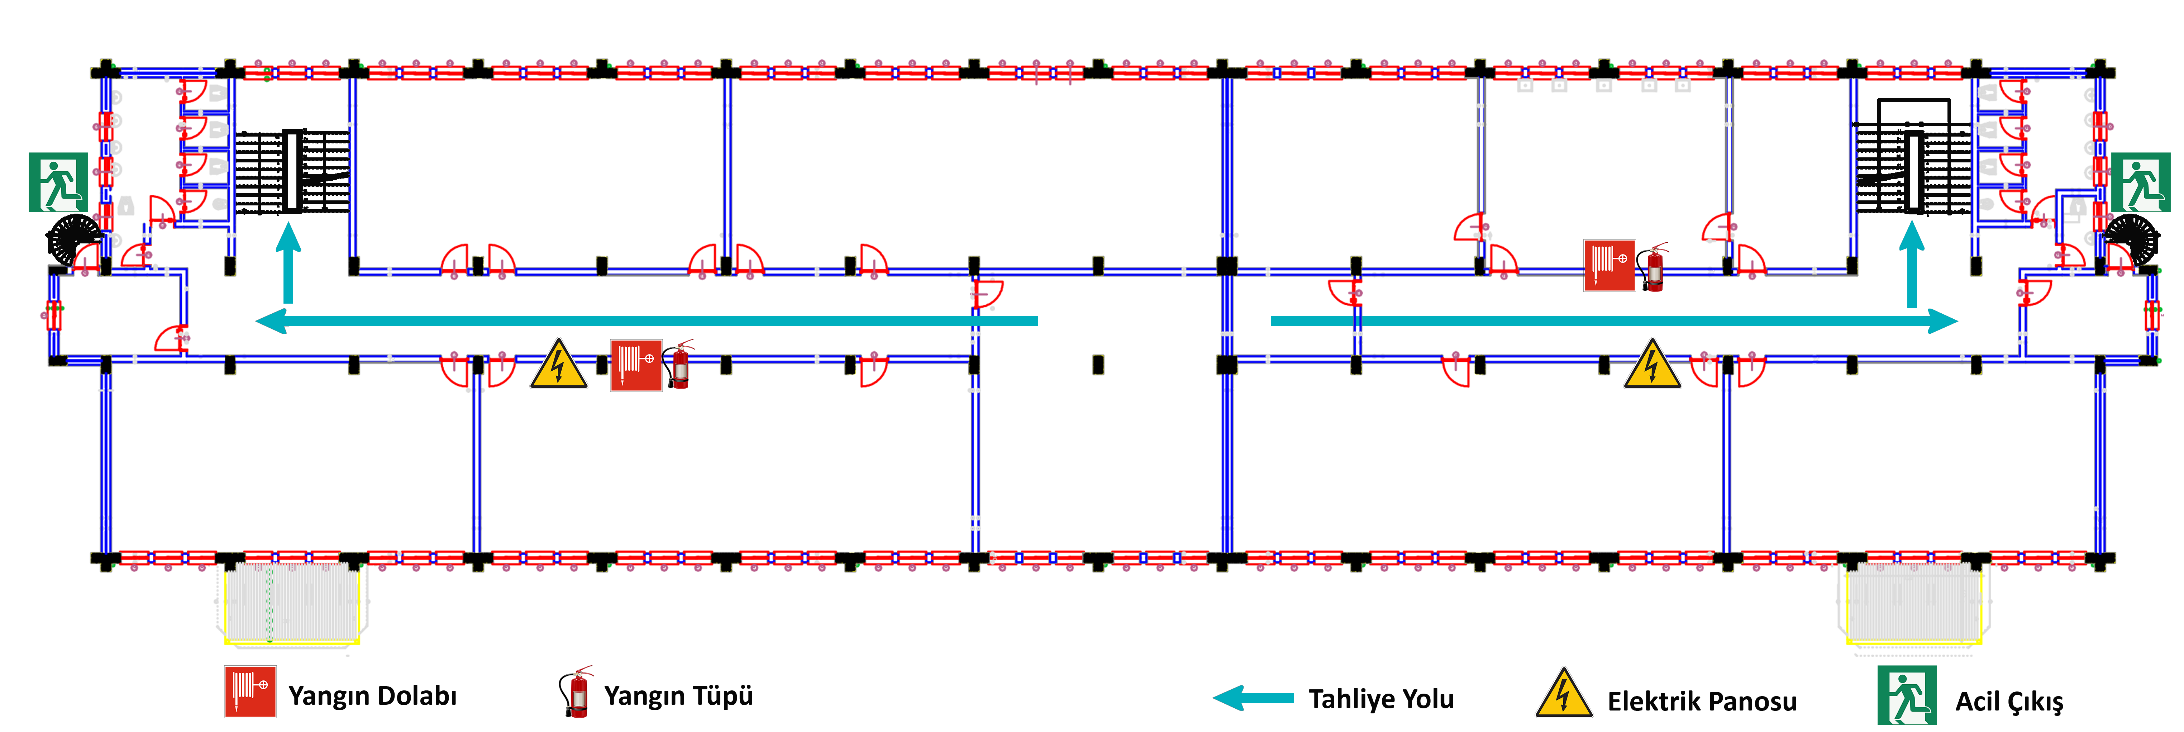 Yangın Dolabı
Yangın Tüpü
Tahliye Yolu
Elektrik Panosu
Acil Çıkış